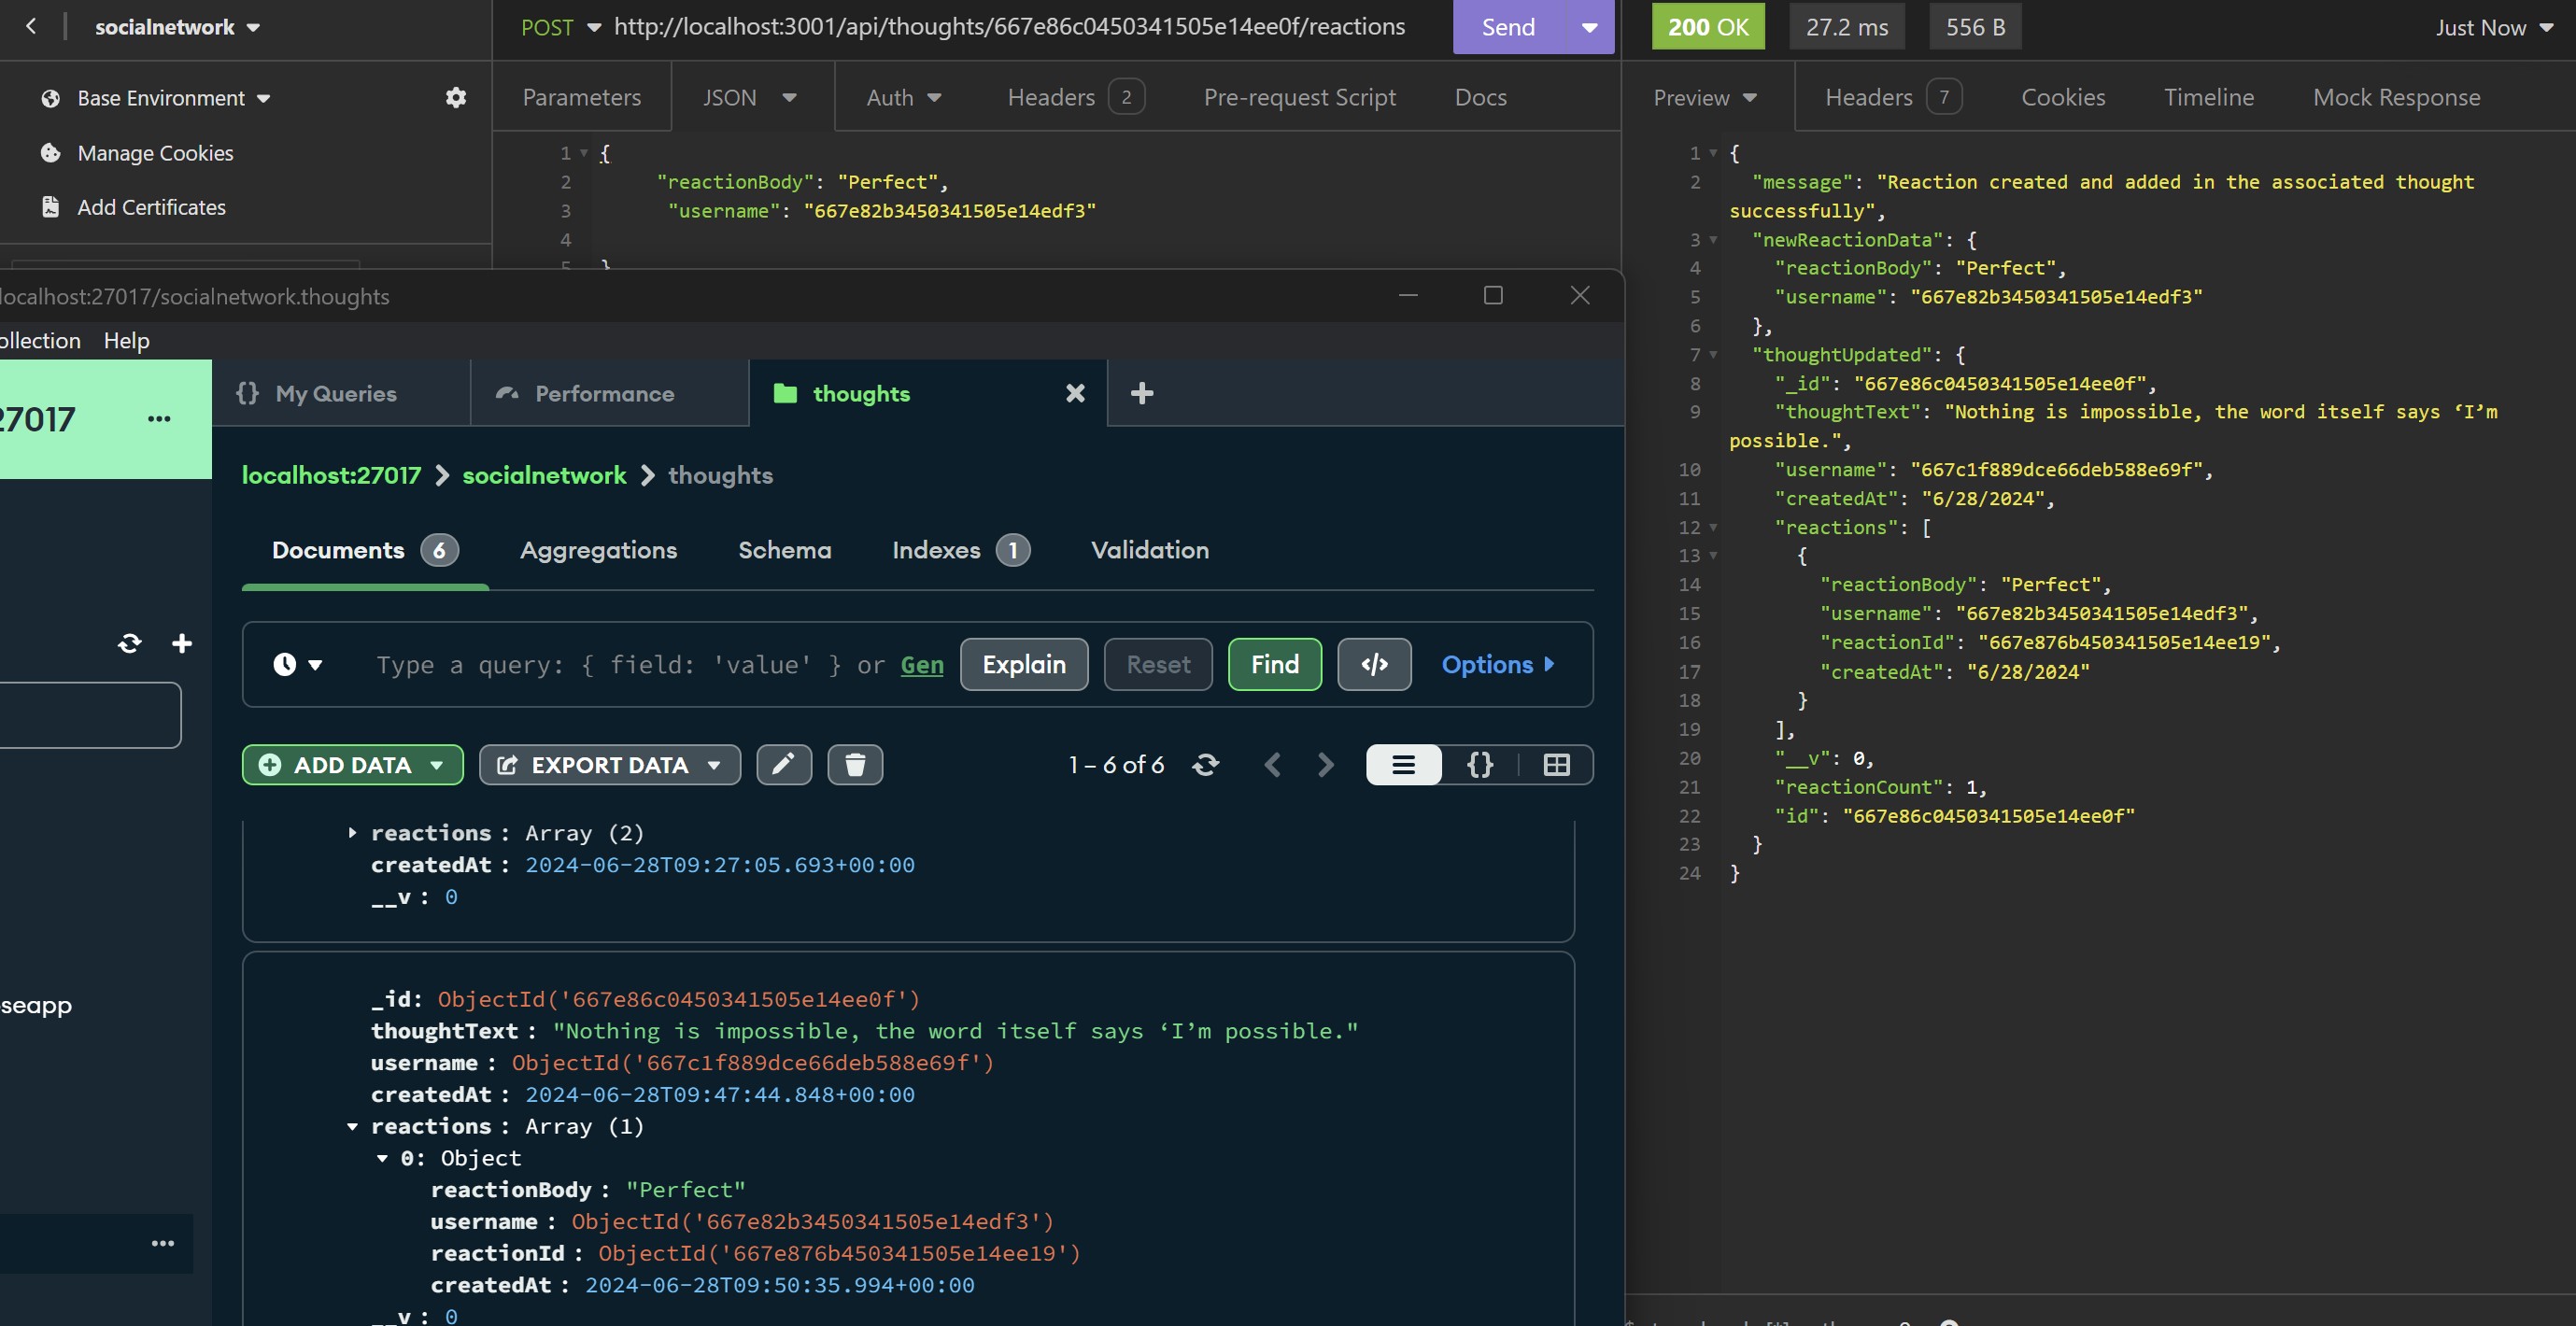 socialnetwork
Base Environment
Manage Cookies
Add Certificates
POST http://localhost:3001/api/thoughts/667e86c0450341505e14ee0f/reactions Send
Parameters JSON Auth Headers 2 Pre-request Script Docs
1 {
2 "reactionBody": "Perfect",
3 "username": "667e82b3450341505e14edf3"
4
5 }
200 OK 27.2 ms 556 B Just Now
Preview Headers 7 Cookies Timeline Mock Response
1 {
2 "message": "Reaction created and added in the associated thought
successfully",
3 "newReactionData": {
4 "reactionBody": "Perfect",
5 "username": "667e82b3450341505e14edf3"
6 },
7 "thoughtUpdated": {
8 "_id": "667e86c0450341505e14ee0f",
9 "thoughtText": "Nothing is impossible, the word itself says ‘I’m
possible.",
10 "username": "667c1f889dce66deb588e69f",
11 "createdAt": "6/28/2024",
12 "reactions": [
13 {
14 "reactionBody": "Perfect",
15 "username": "667e82b3450341505e14edf3",
16 "reactionId": "667e876b450341505e14ee19",
17 "createdAt": "6/28/2024"
18 }
19 ],
20 "__v": 0,
21 "reactionCount": 1,
22 "id": "667e86c0450341505e14ee0f"
23 }
24 }
localhost:27017/socialnetwork.thoughts
ollection Help
27017 ...
seapp
...
{} My Queries Performance thoughts
localhost:27017 > socialnetwork > thoughts
Documents 6 Aggregations Schema Indexes 1 Validation
Type a query: { field: 'value' } or Gen Explain Reset Find </> Options
ADD DATA EXPORT DATA 1 – 6 of 6 {}
reactions : Array (2)
createdAt : 2024-06-28T09:27:05.693+00:00
__v : 0
_id: ObjectId('667e86c0450341505e14ee0f')
thoughtText : "Nothing is impossible, the word itself says ‘I’m possible."
username : ObjectId('667c1f889dce66deb588e69f')
createdAt : 2024-06-28T09:47:44.848+00:00
reactions : Array (1)
0: Object
reactionBody : "Perfect"
username : ObjectId('667e82b3450341505e14edf3')
reactionId : ObjectId('667e876b450341505e14ee19')
createdAt : 2024-06-28T09:50:35.994+00:00
__v : 0